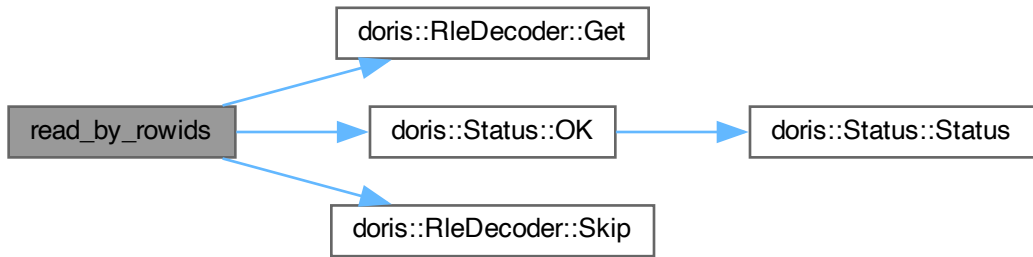 doris::RleDecoder::Get
read_by_rowids
doris::Status::OK
doris::Status::Status
doris::RleDecoder::Skip